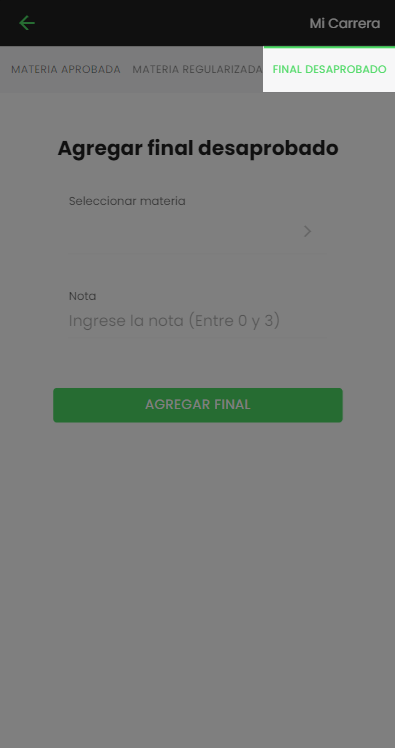 Mi Carrera
MATERIA APROBADA MATERIA REGULARIZADA FINAL DESAPROBADO
Agregar final desaprobado
Seleccionar materia
Nota
Ingrese la nota (Entre 0 y 3)
AGREGAR FINAL